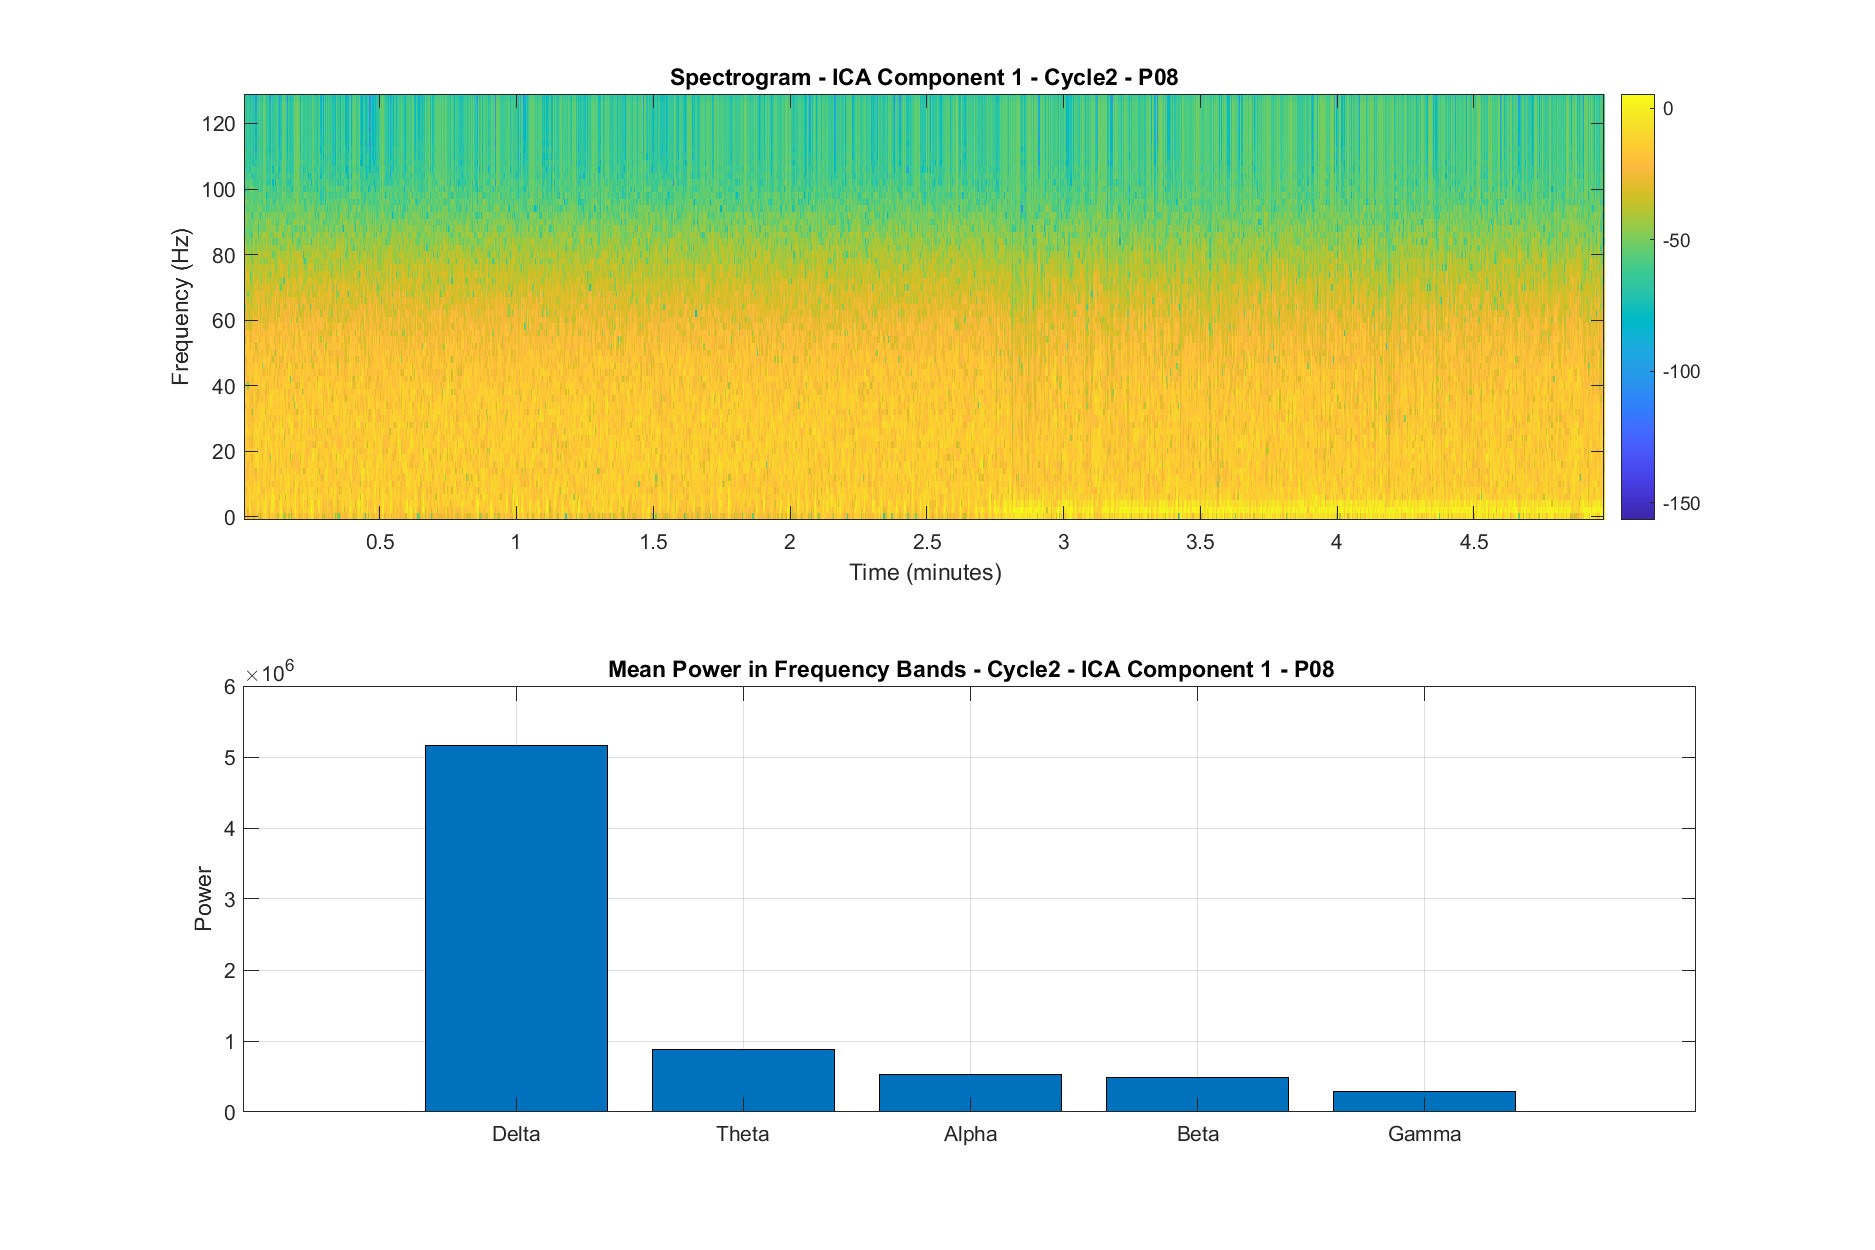 Spectrogram - ICA Component 1 - Cycle2 - P08
120
100
80
60
40
20
0
Frequency (Hz)
0.5 1 1.5 2 2.5 3 3.5 4 4.5
Time (minutes)
0
-50
-100
-150
Mean Power in Frequency Bands - Cycle2 - ICA Component 1 - P08
×10^6
6
5
4
3
2
1
0
Power
Delta Theta Alpha Beta Gamma